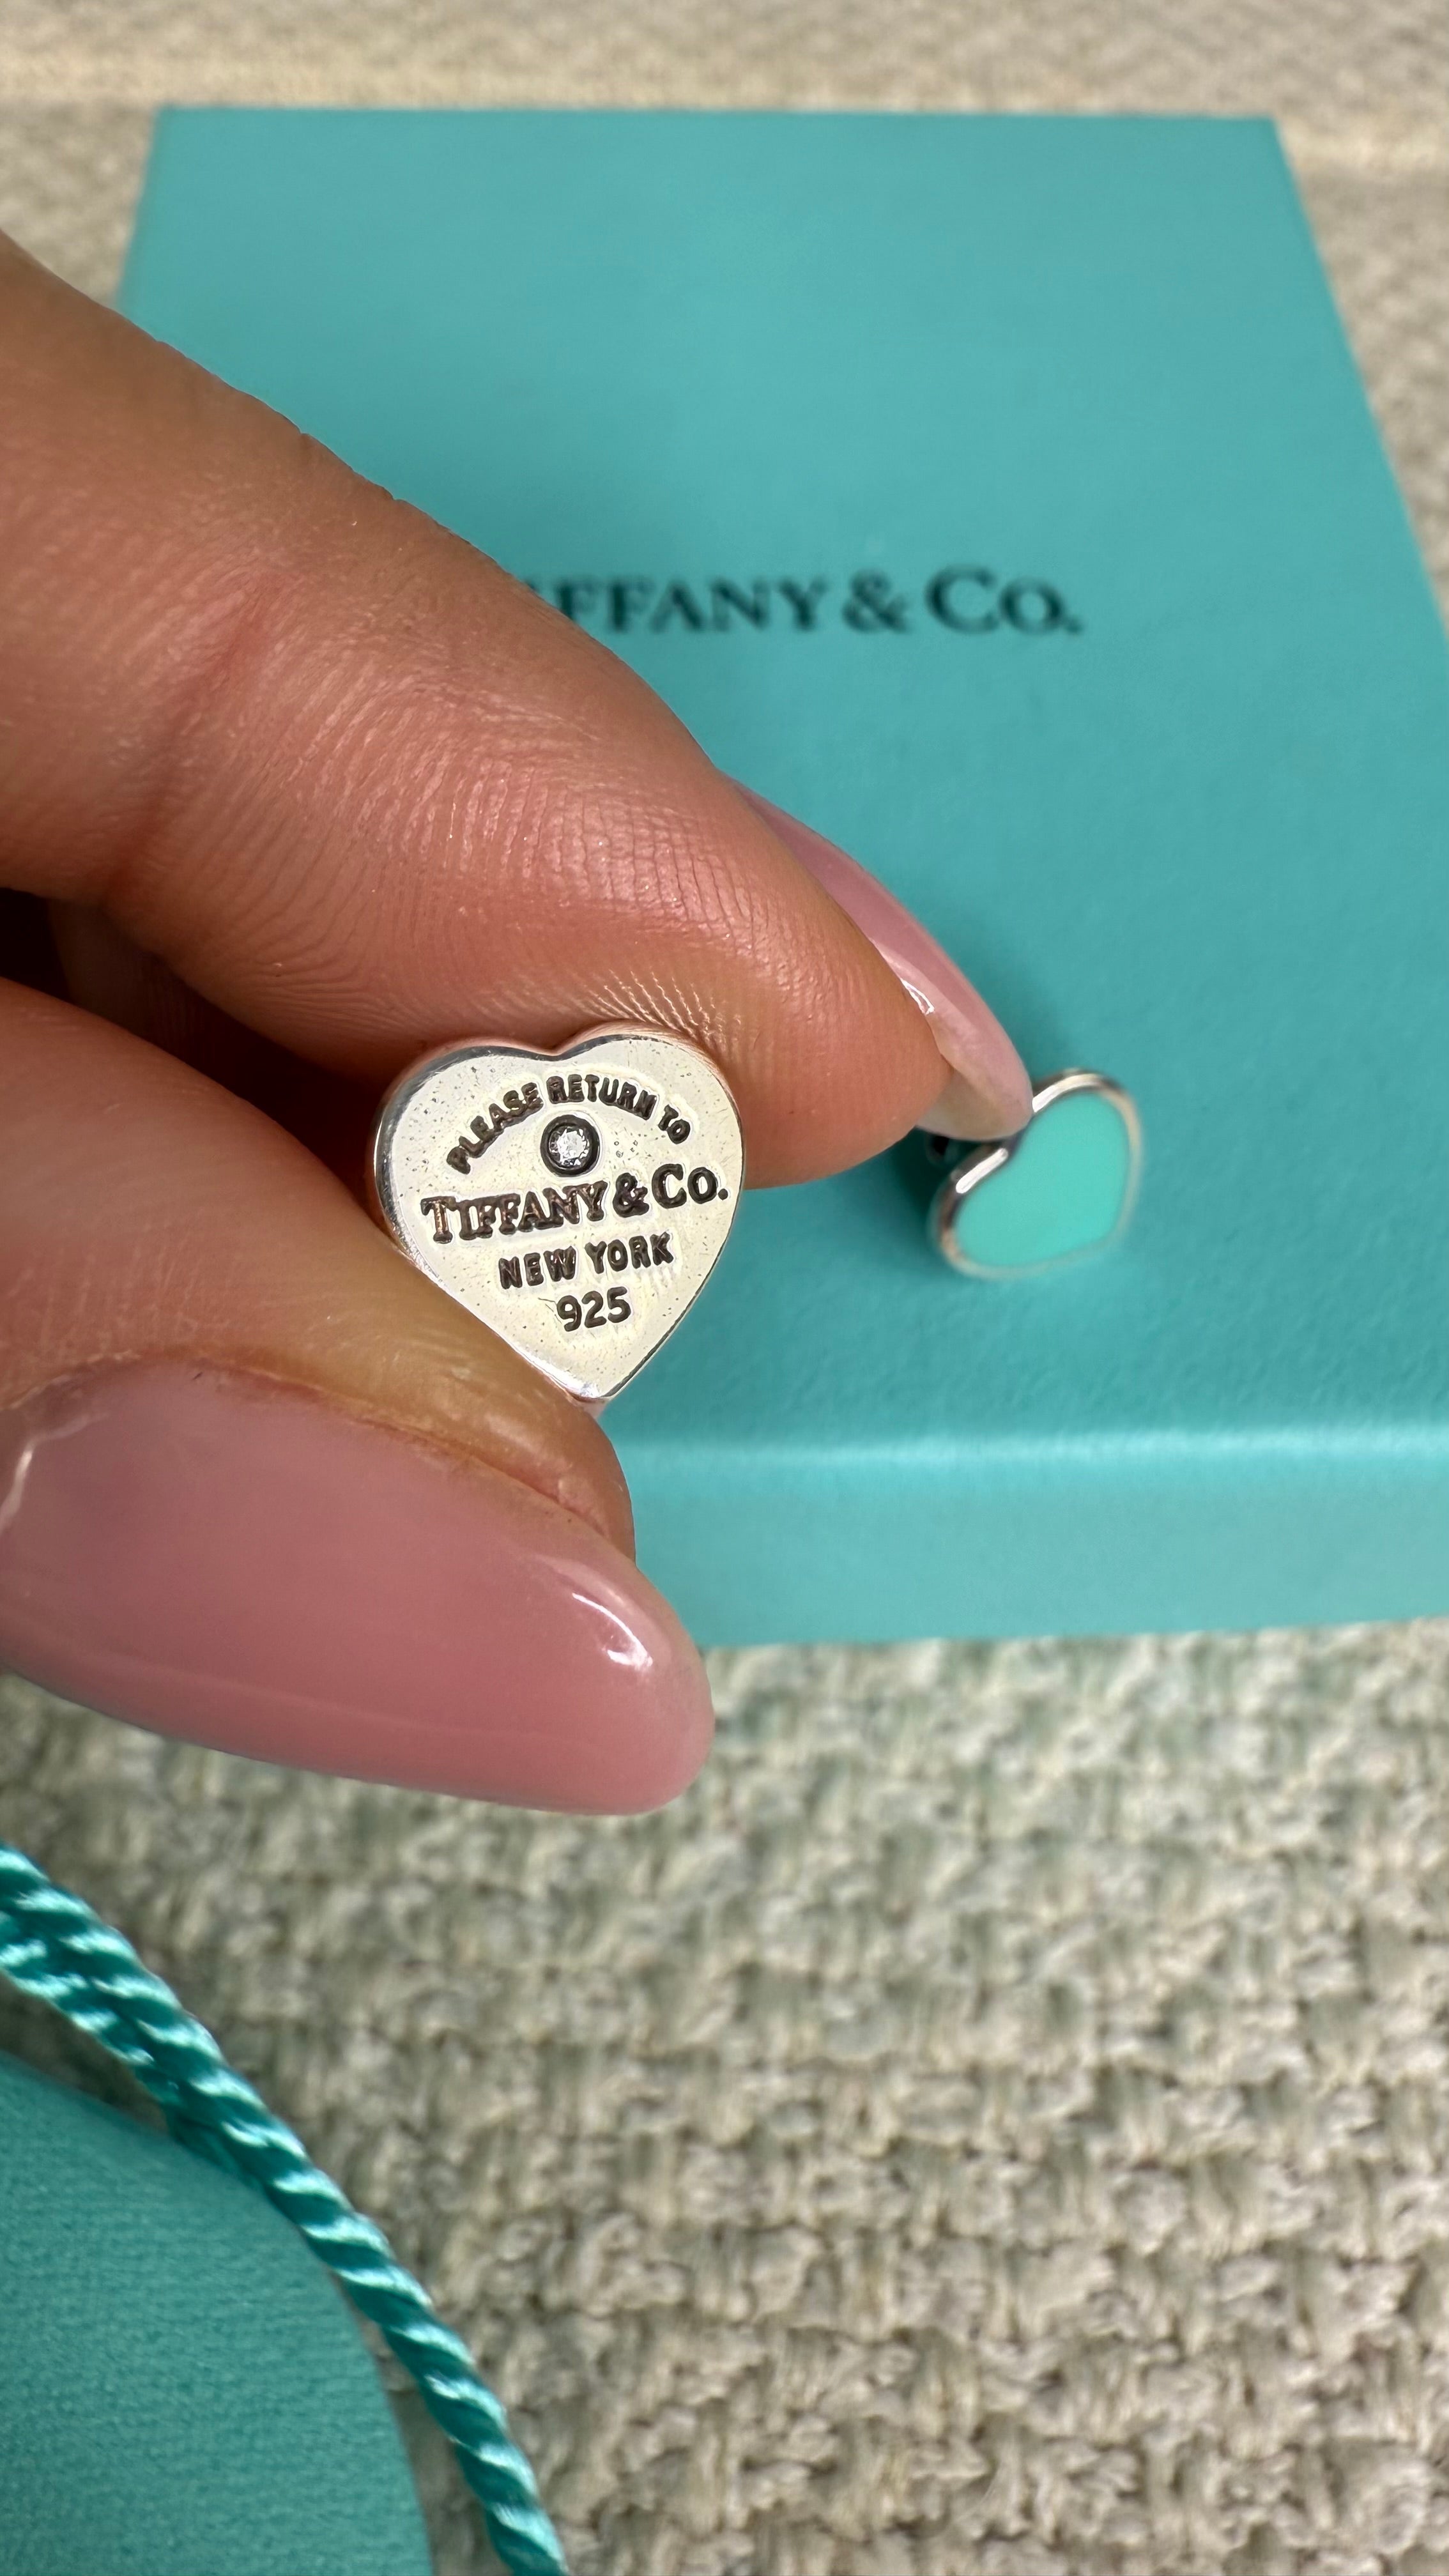 TIFFANY & CO.
PLEASE RETURN TO
TIFFANY & CO.
NEW YORK
925